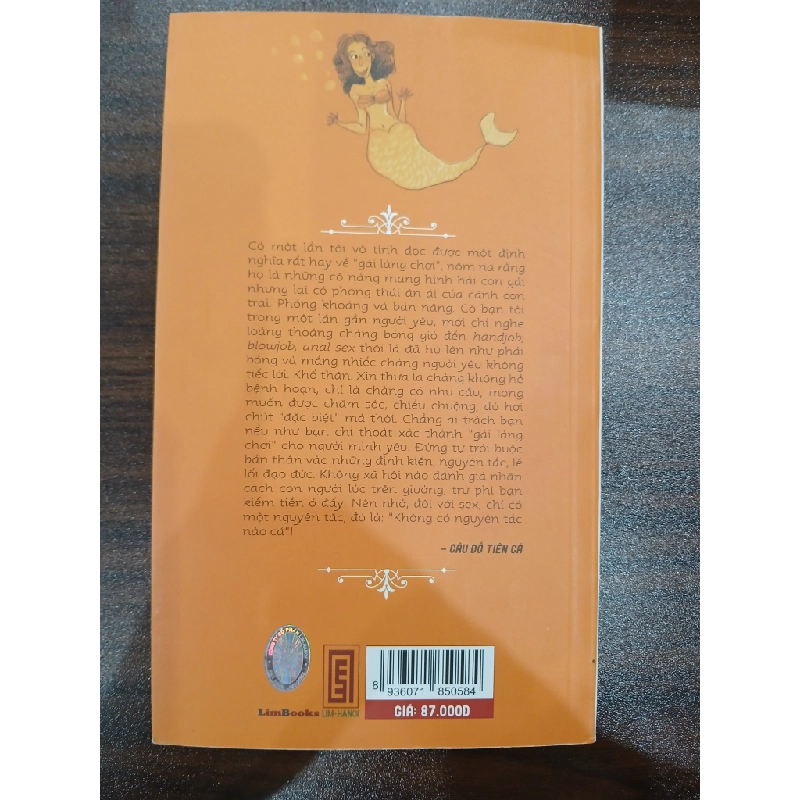 Có một lần tôi vô tình đọc được một định
nghĩa rất hay về "gái làng chơi", nôm na rằng
họ là những cô nàng mang hình hài con gái
nhưng lại có phong thái ân ái của cánh con
trai. Phóng khoáng và bản năng. Cô bạn tôi
trong một lần gần người yêu, mới chỉ nghe
loáng thoáng chàng bóng gió đến handjob,
blowjob, anal sex thôi là đã hú lên như phải
bỏng và mắng nhiếc chàng người yêu không
tiếc lời. Khổ thân. Xin thưa là chàng không hề
bệnh hoạn, chỉ là chàng có nhu cầu, mong
muốn được chăm sóc, chiều chuộng, dù hơi
chút "đặc biệt" mà thôi. Chẳng ai trách bạn
nếu như bạn chỉ thoát xác thành "gái làng
chơi" cho người mình yêu. Đừng tự trói buộc
bản thân vào những định kiến, nguyên tắc, lề
lối đạo đức. Không xã hội nào đánh giá nhân
cách con người lúc trên giường, trừ phi bạn
kiếm tiền ở đấy. Nên nhớ, đối với sex, chỉ có
một nguyên tắc, đó là: "Không có nguyên tắc
nào cả"!
– GÂU ĐỎ TIÊN CÁ
LimBooks
LIM-HANOI
8 936071 850584
GIÁ: 87.000Đ